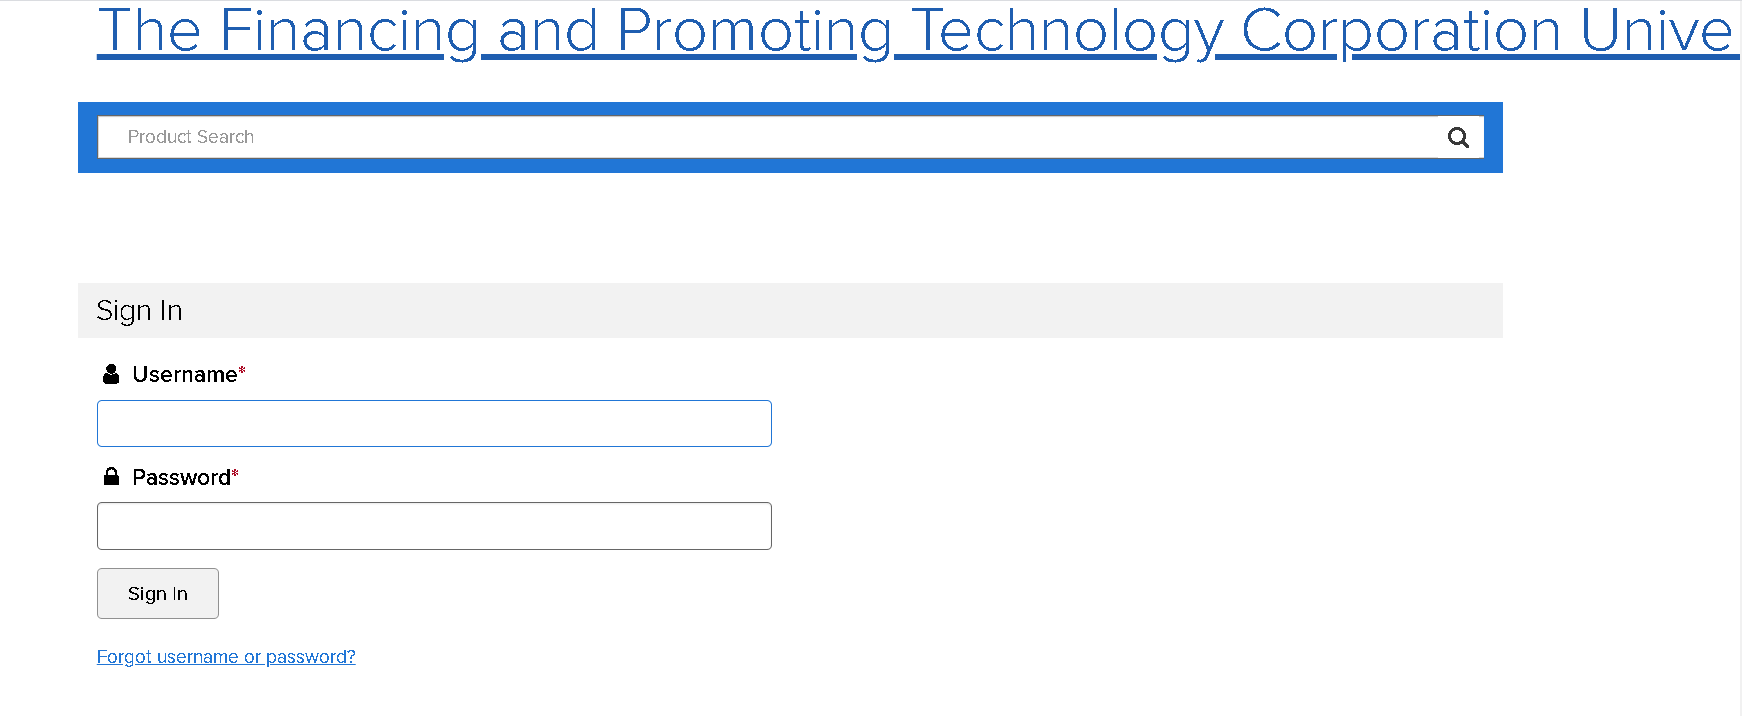 The Financing and Promoting Technology Corporation Unive
Product Search
Sign In
Username*
Password*
Sign In
Forgot username or password?